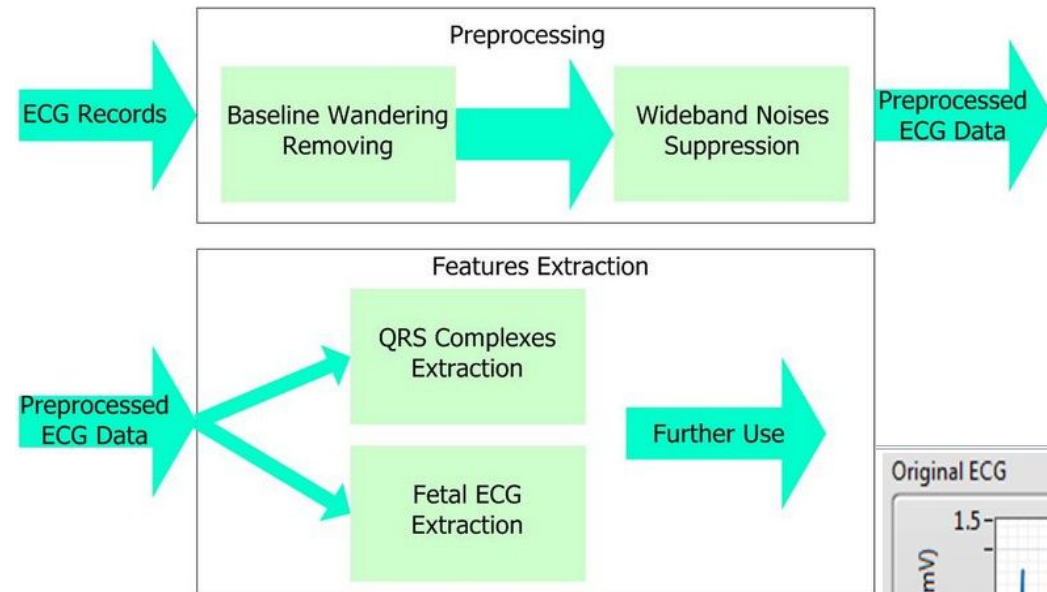 Preprocessing
ECG Records
Baseline Wandering
Removing
Wideband Noises
Suppression
Preprocessed
ECG Data
Features Extraction
QRS Complexes
Extraction
Preprocessed
ECG Data
Further Use
Fetal ECG
Extraction
Original ECG
1.5
mV)